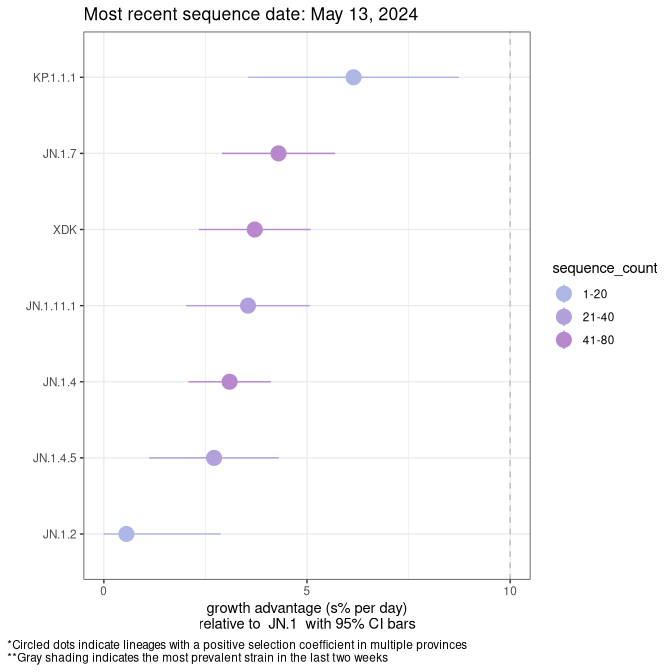 Most recent sequence date: May 13, 2024
KP.1.1.1
JN.1.7
XDK
JN.1.11.1
JN.1.4
JN.1.4.5
JN.1.2
0
5
10
growth advantage (s% per day)
relative to  JN.1  with 95% CI bars
sequence_count
1-20
21-40
41-80
*Circled dots indicate lineages with a positive selection coefficient in multiple provinces
**Gray shading indicates the most prevalent strain in the last two weeks